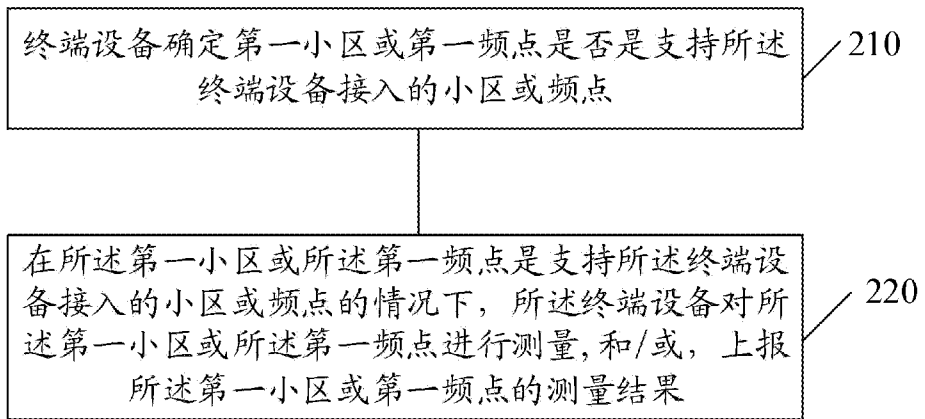 终端设备确定第一小区或第一频点是否是支持所述
终端设备接入的小区或频点
210
在所述第一小区或所述第一频点是支持所述终端设
备接入的小区或频点的情况下，所述终端设备对所
述第一小区或所述第一频点进行测量,和/或，上报
所述第一小区或第一频点的测量结果
220